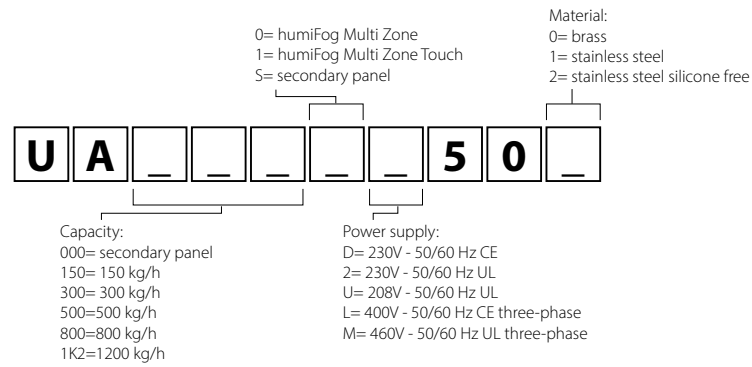 0= humiFog Multi Zone
1= humiFog Multi Zone Touch
S= secondary panel
Material:
0= brass
1= stainless steel
2= stainless steel silicone free
U A _ _ _ _ _ 5 0 _
Capacity:
000= secondary panel
150= 150 kg/h
300= 300 kg/h
500=500 kg/h
800=800 kg/h
1K2=1200 kg/h
Power supply:
D= 230V - 50/60 Hz CE
2= 230V - 50/60 Hz UL
U= 208V - 50/60 Hz UL
L= 400V - 50/60 Hz CE three-phase
M= 460V - 50/60 Hz UL three-phase